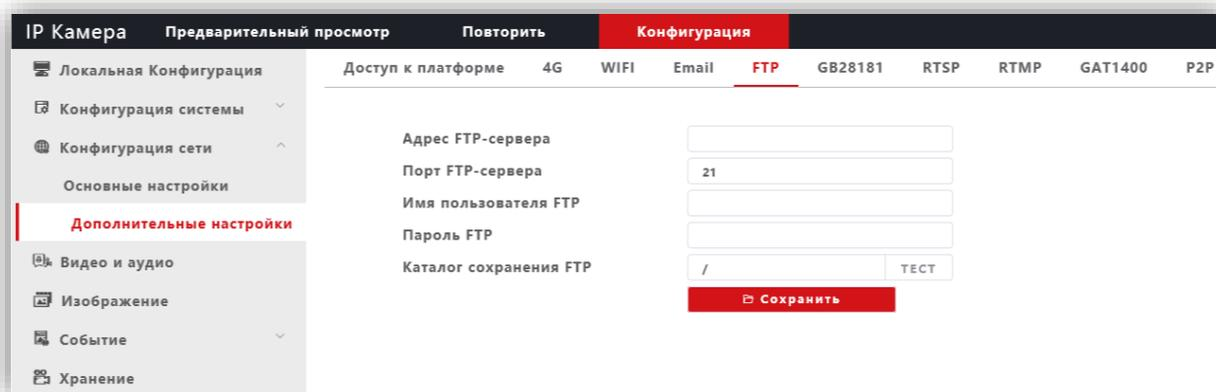 IP Камера Предварительный просмотр Повторить Конфигурация
Локальная Конфигурация
Конфигурация системы
Конфигурация сети
Основные настройки
Дополнительные настройки
Видео и аудио
Изображение
Событие
Хранение
Доступ к платформе 4G WIFI Email FTP GB28181 RTSP RTMP GAT1400 P2P
Адрес FTP-сервера
Порт FTP-сервера 21
Имя пользователя FTP
Пароль FTP
Каталог сохранения FTP / ТЕСТ
Сохранить